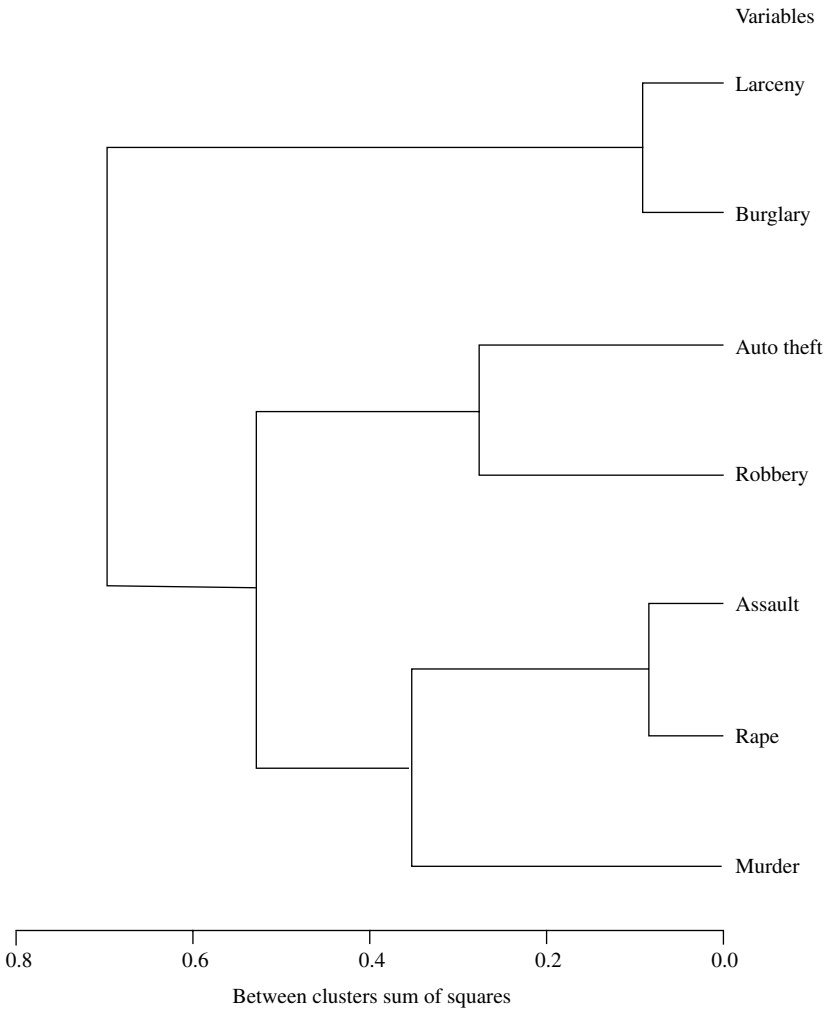 Variables
Larceny
Burglary
Auto theft
Robbery
Assault
Rape
Murder
0.8 0.6 0.4 0.2 0.0
Between clusters sum of squares